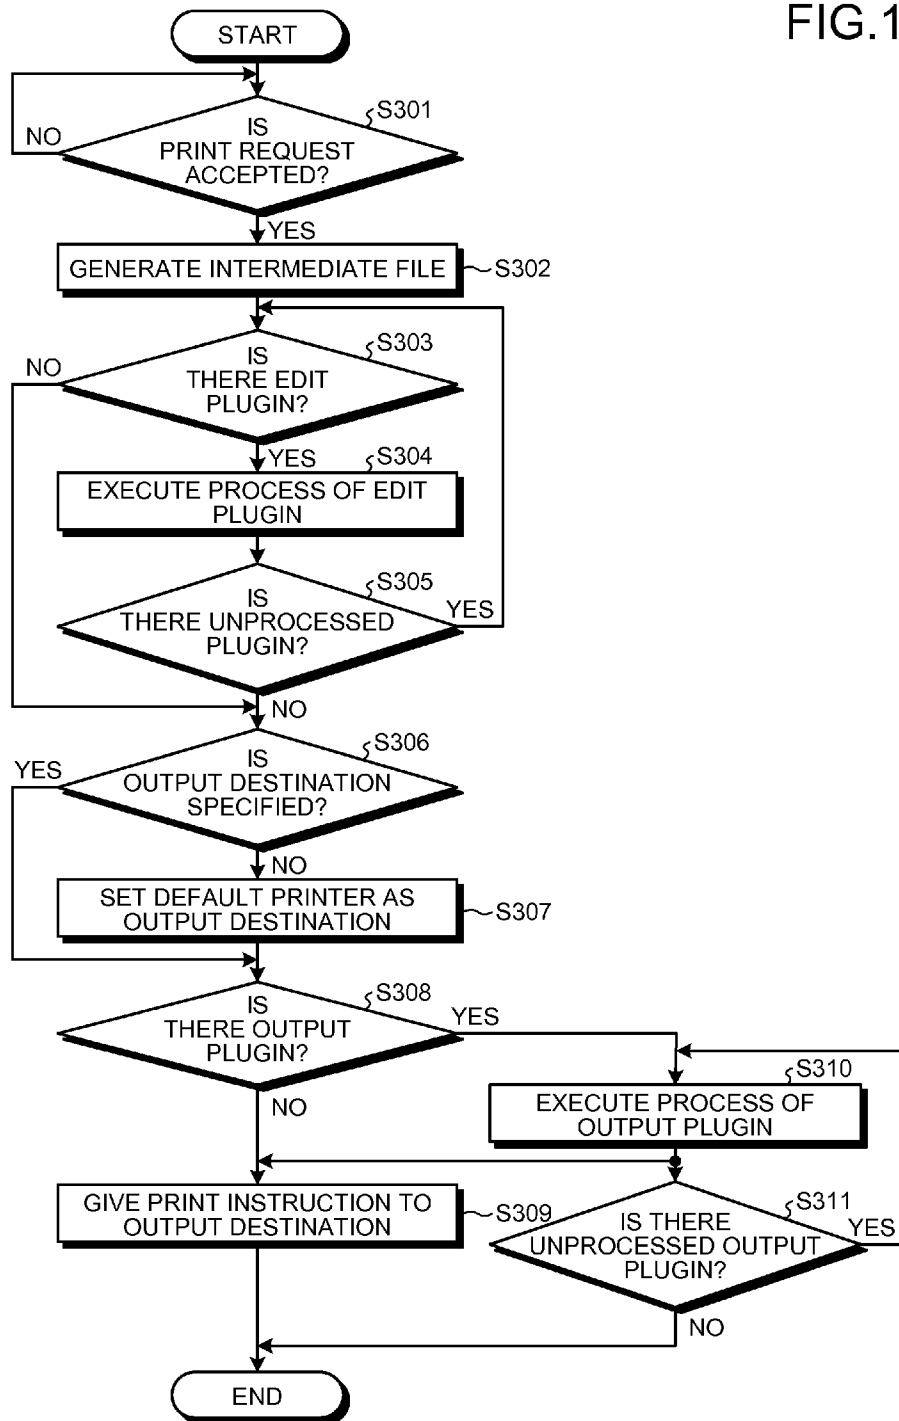 FIG.1
START
S301
IS
PRINT REQUEST
ACCEPTED?
NO
YES
GENERATE INTERMEDIATE FILE
S302
S303
IS
THERE EDIT
PLUGIN?
NO
YES
S304
EXECUTE PROCESS OF EDIT
PLUGIN
S305
IS
THERE UNPROCESSED
PLUGIN?
YES
NO
S306
IS
OUTPUT DESTINATION
SPECIFIED?
YES
NO
SET DEFAULT PRINTER AS
OUTPUT DESTINATION
S307
S308
IS
THERE OUTPUT
PLUGIN?
YES
NO
S310
EXECUTE PROCESS OF
OUTPUT PLUGIN
GIVE PRINT INSTRUCTION TO
OUTPUT DESTINATION
S309
S311
IS THERE
UNPROCESSED OUTPUT
PLUGIN?
YES
NO
END